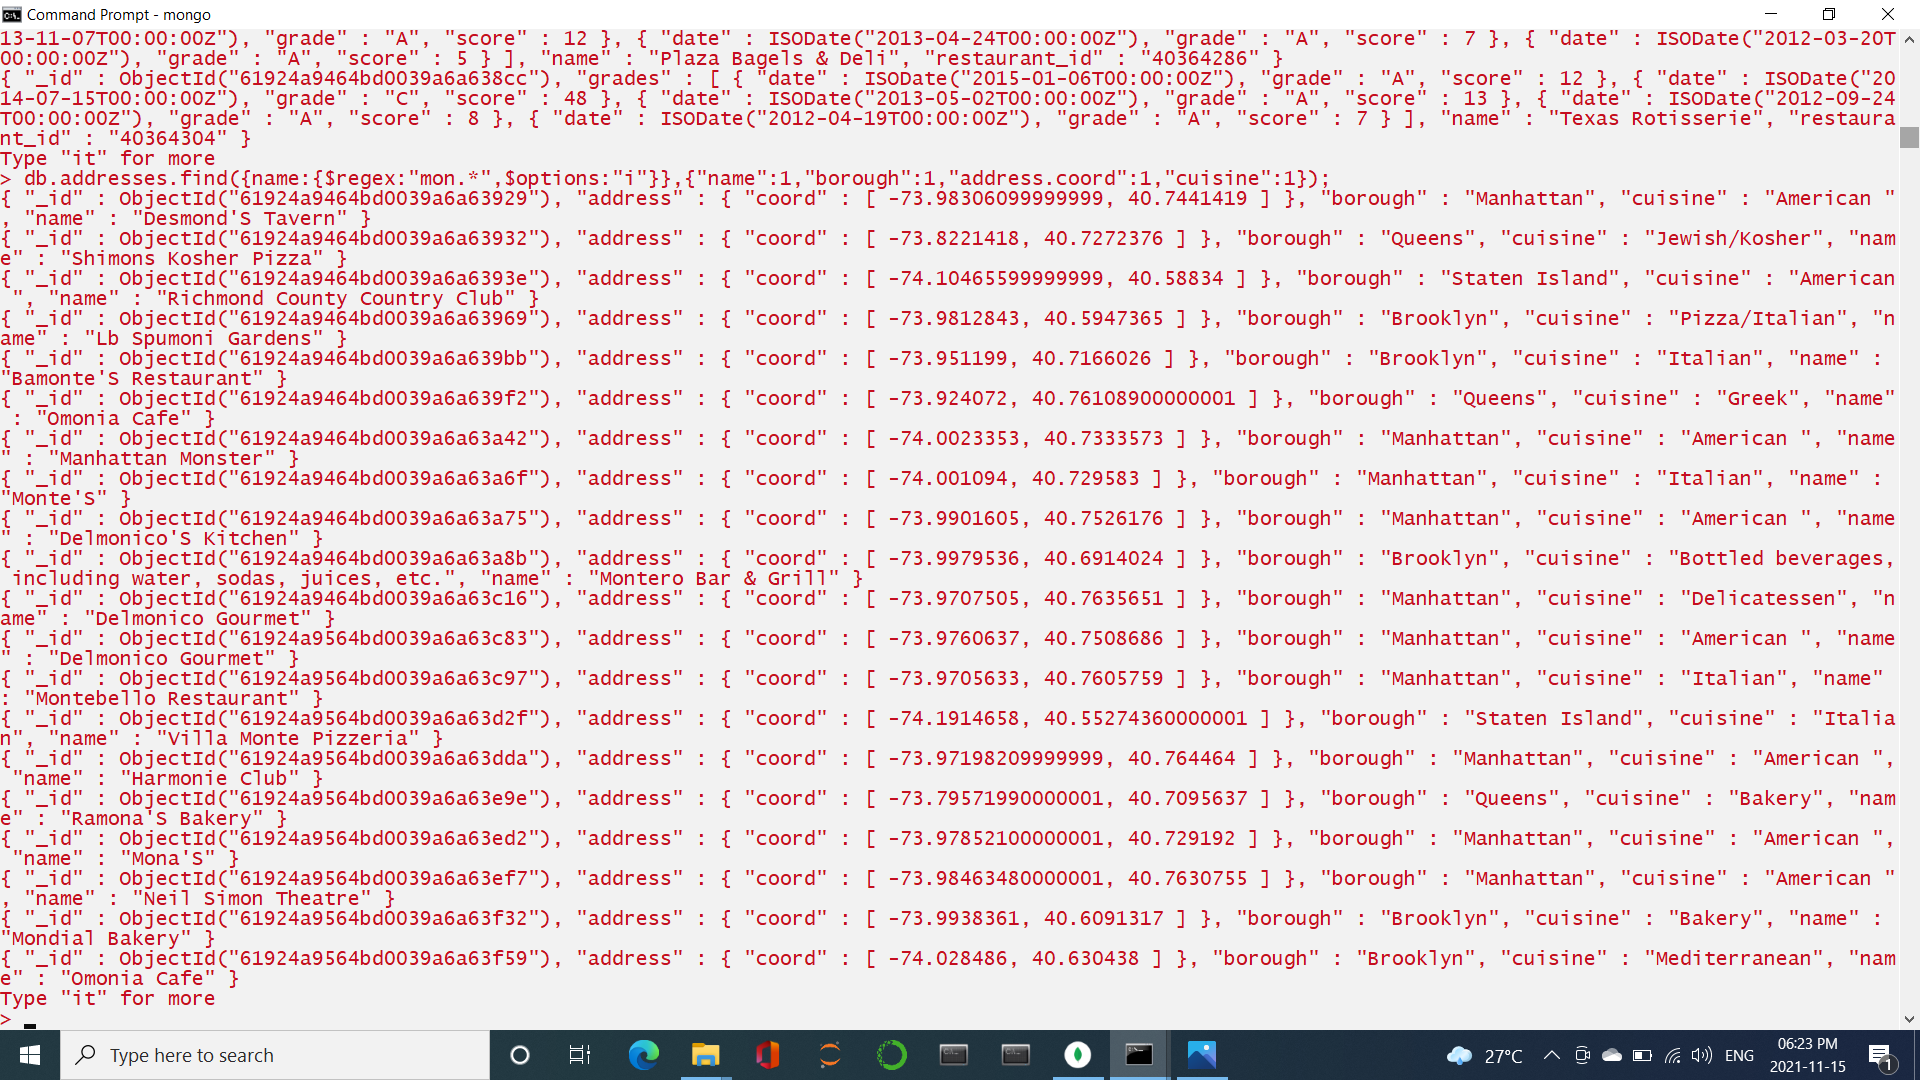 Command Prompt - mongo
13-11-07T00:00:00Z"), "grade" : "A", "score" : 12 }, { "date" : ISODate("2013-04-24T00:00:00Z"), "grade" : "A", "score" : 7 }, { "date" : ISODate("2012-03-20T
00:00:00Z"), "grade" : "A", "score" : 5 } ], "name" : "Plaza Bagels & Deli", "restaurant_id" : "40364286" }
{ "_id" : ObjectId("61924a9464bd0039a6a638cc"), "grades" : [ { "date" : ISODate("2015-01-06T00:00:00Z"), "grade" : "A", "score" : 12 }, { "date" : ISODate("20
14-07-15T00:00:00Z"), "grade" : "C", "score" : 48 }, { "date" : ISODate("2013-05-02T00:00:00Z"), "grade" : "A", "score" : 13 }, { "date" : ISODate("2012-09-24
T00:00:00Z"), "grade" : "A", "score" : 8 }, { "date" : ISODate("2012-04-19T00:00:00Z"), "grade" : "A", "score" : 7 } ], "name" : "Texas Rotisserie", "restaura
nt_id" : "40364304" }
Type "it" for more
> db.addresses.find({name:{$regex:"mon.*",$options:"i"}},{"name":1,"borough":1,"address.coord":1,"cuisine":1});
{ "_id" : ObjectId("61924a9464bd0039a6a63929"), "address" : { "coord" : [ -73.98306099999999, 40.7441419 ] }, "borough" : "Manhattan", "cuisine" : "American "
, "name" : "Desmond'S Tavern" }
{ "_id" : ObjectId("61924a9464bd0039a6a63932"), "address" : { "coord" : [ -73.8221418, 40.7272376 ] }, "borough" : "Queens", "cuisine" : "Jewish/Kosher", "nam
e" : "Shimons Kosher Pizza" }
{ "_id" : ObjectId("61924a9464bd0039a6a6393e"), "address" : { "coord" : [ -74.10465599999999, 40.58834 ] }, "borough" : "Staten Island", "cuisine" : "American
 ", "name" : "Richmond County Country Club" }
{ "_id" : ObjectId("61924a9464bd0039a6a63969"), "address" : { "coord" : [ -73.9812843, 40.5947365 ] }, "borough" : "Brooklyn", "cuisine" : "Pizza/Italian", "n
ame" : "Lb Spumoni Gardens" }
{ "_id" : ObjectId("61924a9464bd0039a6a639bb"), "address" : { "coord" : [ -73.951199, 40.7166026 ] }, "borough" : "Brooklyn", "cuisine" : "Italian", "name" :
"Bamonte'S Restaurant" }
{ "_id" : ObjectId("61924a9464bd0039a6a639f2"), "address" : { "coord" : [ -73.924072, 40.76108900000001 ] }, "borough" : "Queens", "cuisine" : "Greek", "name"
 : "Omonia Cafe" }
{ "_id" : ObjectId("61924a9464bd0039a6a63a42"), "address" : { "coord" : [ -74.0023353, 40.7333573 ] }, "borough" : "Manhattan", "cuisine" : "American ", "name
" : "Manhattan Monster" }
{ "_id" : ObjectId("61924a9464bd0039a6a63a6f"), "address" : { "coord" : [ -74.001094, 40.729583 ] }, "borough" : "Manhattan", "cuisine" : "Italian", "name" :
"Monte'S" }
{ "_id" : ObjectId("61924a9464bd0039a6a63a75"), "address" : { "coord" : [ -73.9901605, 40.7526176 ] }, "borough" : "Manhattan", "cuisine" : "American ", "name
" : "Delmonico'S Kitchen" }
{ "_id" : ObjectId("61924a9464bd0039a6a63a8b"), "address" : { "coord" : [ -73.9979536, 40.6914024 ] }, "borough" : "Brooklyn", "cuisine" : "Bottled beverages,
 including water, sodas, juices, etc.", "name" : "Montero Bar & Grill" }
{ "_id" : ObjectId("61924a9464bd0039a6a63c16"), "address" : { "coord" : [ -73.9707505, 40.7635651 ] }, "borough" : "Manhattan", "cuisine" : "Delicatessen", "n
ame" : "Delmonico Gourmet" }
{ "_id" : ObjectId("61924a9564bd0039a6a63c83"), "address" : { "coord" : [ -73.9760637, 40.7508686 ] }, "borough" : "Manhattan", "cuisine" : "American ", "name
" : "Delmonico Gourmet" }
{ "_id" : ObjectId("61924a9564bd0039a6a63c97"), "address" : { "coord" : [ -73.9705633, 40.7605759 ] }, "borough" : "Manhattan", "cuisine" : "Italian", "name"
: "Montebello Restaurant" }
{ "_id" : ObjectId("61924a9564bd0039a6a63d2f"), "address" : { "coord" : [ -74.1914658, 40.55274360000001 ] }, "borough" : "Staten Island", "cuisine" : "Italia
n", "name" : "Villa Monte Pizzeria" }
{ "_id" : ObjectId("61924a9564bd0039a6a63dda"), "address" : { "coord" : [ -73.97198209999999, 40.764464 ] }, "borough" : "Manhattan", "cuisine" : "American ",
 "name" : "Harmonie Club" }
{ "_id" : ObjectId("61924a9564bd0039a6a63e9e"), "address" : { "coord" : [ -73.79571990000001, 40.7095637 ] }, "borough" : "Queens", "cuisine" : "Bakery", "nam
e" : "Ramona'S Bakery" }
{ "_id" : ObjectId("61924a9564bd0039a6a63ed2"), "address" : { "coord" : [ -73.97852100000001, 40.729192 ] }, "borough" : "Manhattan", "cuisine" : "American ",
 "name" : "Mona'S" }
{ "_id" : ObjectId("61924a9564bd0039a6a63ef7"), "address" : { "coord" : [ -73.98463480000001, 40.7630755 ] }, "borough" : "Manhattan", "cuisine" : "American "
, "name" : "Neil Simon Theatre" }
{ "_id" : ObjectId("61924a9564bd0039a6a63f32"), "address" : { "coord" : [ -73.9938361, 40.6091317 ] }, "borough" : "Brooklyn", "cuisine" : "Bakery", "name" :
"Mondial Bakery" }
{ "_id" : ObjectId("61924a9564bd0039a6a63f59"), "address" : { "coord" : [ -74.028486, 40.630438 ] }, "borough" : "Brooklyn", "cuisine" : "Mediterranean", "nam
e" : "Omonia Cafe" }
Type "it" for more
>
Type here to search
27°C
ENG
06:23 PM
2021-11-15
1